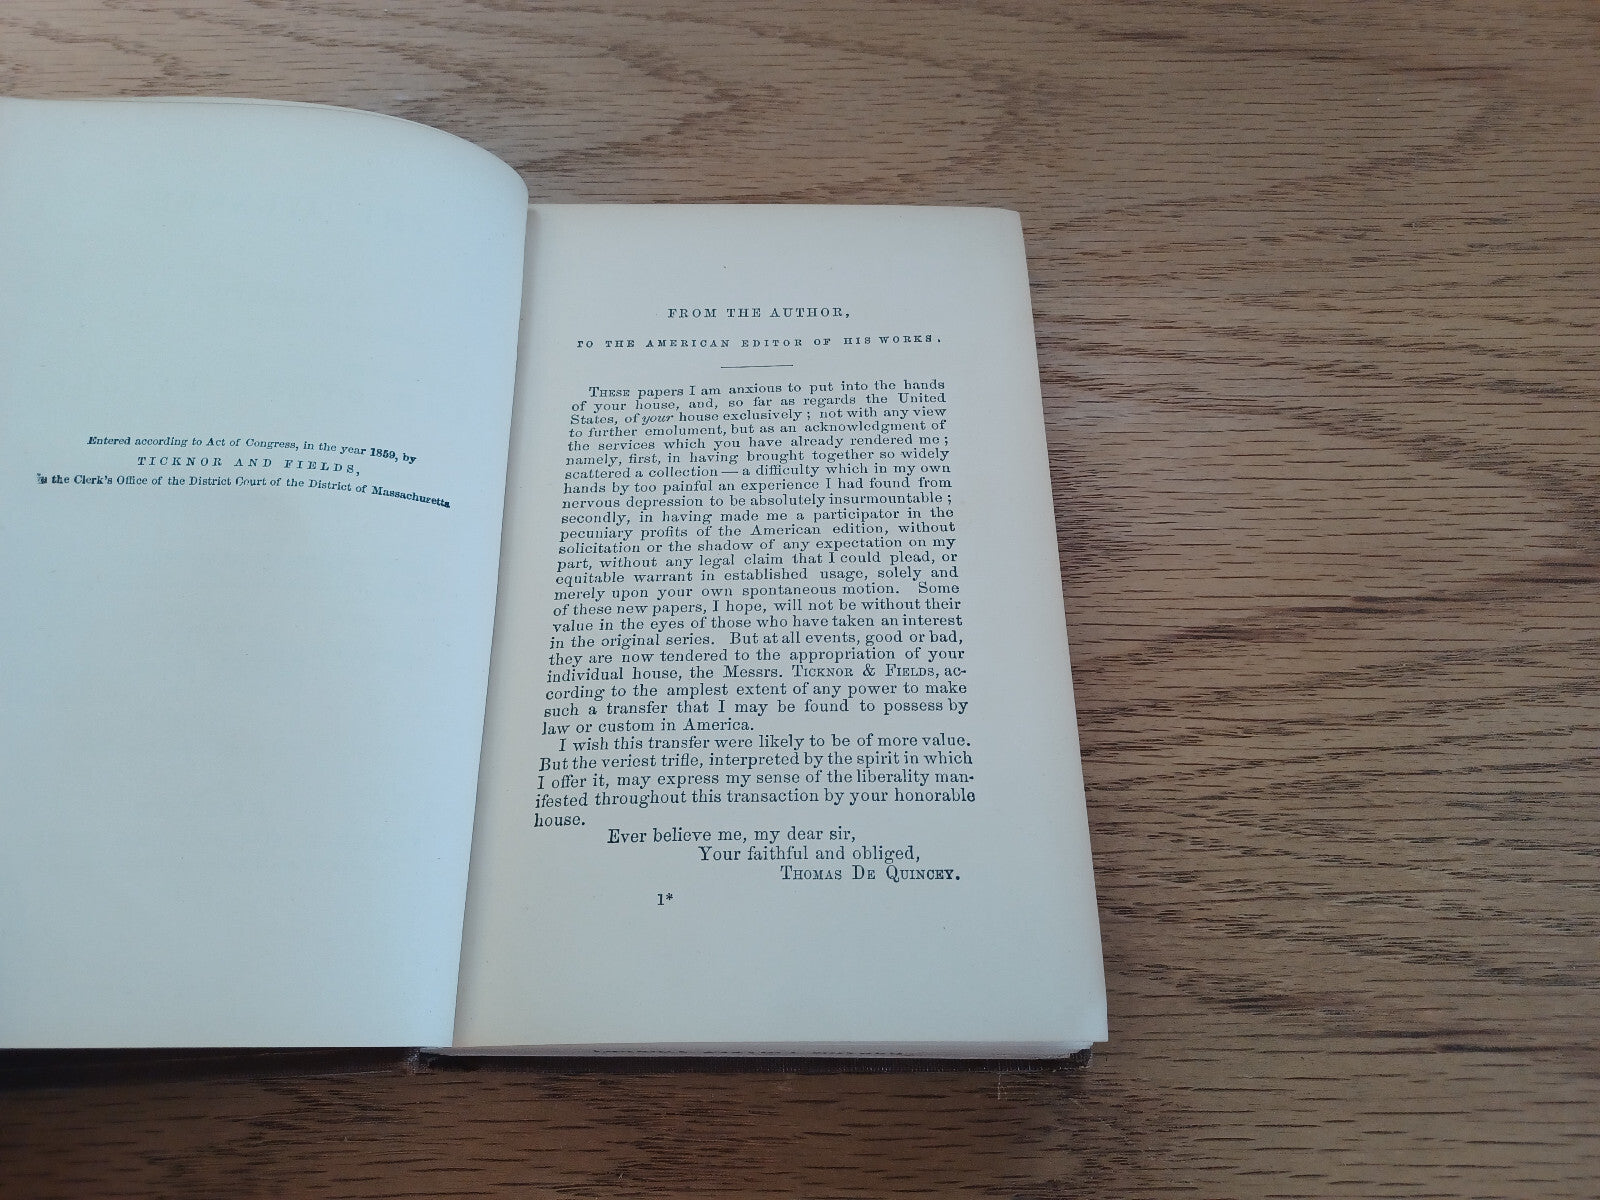 Entered according to Act of Congress, in the year 1859, by
TICKNOR AND FIELDS,
the Clerk's Office of the District Court of the District of Massachusetts
FROM THE AUTHOR,
TO THE AMERICAN EDITOR OF HIS WORKS.
THESE papers I am anxious to put into the hands
of your house, and, so far as regards the United
States, of your house exclusively; not with any view
to further emolument, but as an acknowledgment of
the services which you have already rendered me;
namely, first, in having brought together so widely
scattered a collection — a difficulty which in my own
hands by too painful an experience I had found from
nervous depression to be absolutely insurmountable;
secondly, in having made me a participator in the
pecuniary profits of the American edition, without
solicitation or the shadow of any expectation on my
part, without any legal claim that I could plead, or
equitable warrant in established usage, solely and
merely upon your own spontaneous motion. Some
of these new papers, I hope, will not be without their
value in the eyes of those who have taken an interest
in the original series. But at all events, good or bad,
they are now tendered to the appropriation of your
individual house, the Messrs. TICKNOR & FIELDS, ac-
cording to the amplest extent of any power to make
such a transfer that I may be found to possess by
law or custom in America.
I wish this transfer were likely to be of more value.
But the veriest trifle, interpreted by the spirit in which
I offer it, may express my sense of the liberality man-
ifested throughout this transaction by your honorable
house.
Ever believe me, my dear sir,
Your faithful and obliged,
THOMAS DE QUINCEY.
1*